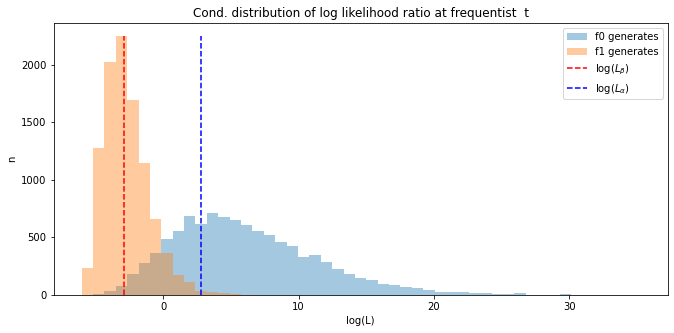 Cond. distribution of log likelihood ratio at frequentist  t
f0 generates
f1 generates
log(L_β)
log(L_α)
n
2000
1500
1000
500
0
0
10
20
30
log(L)